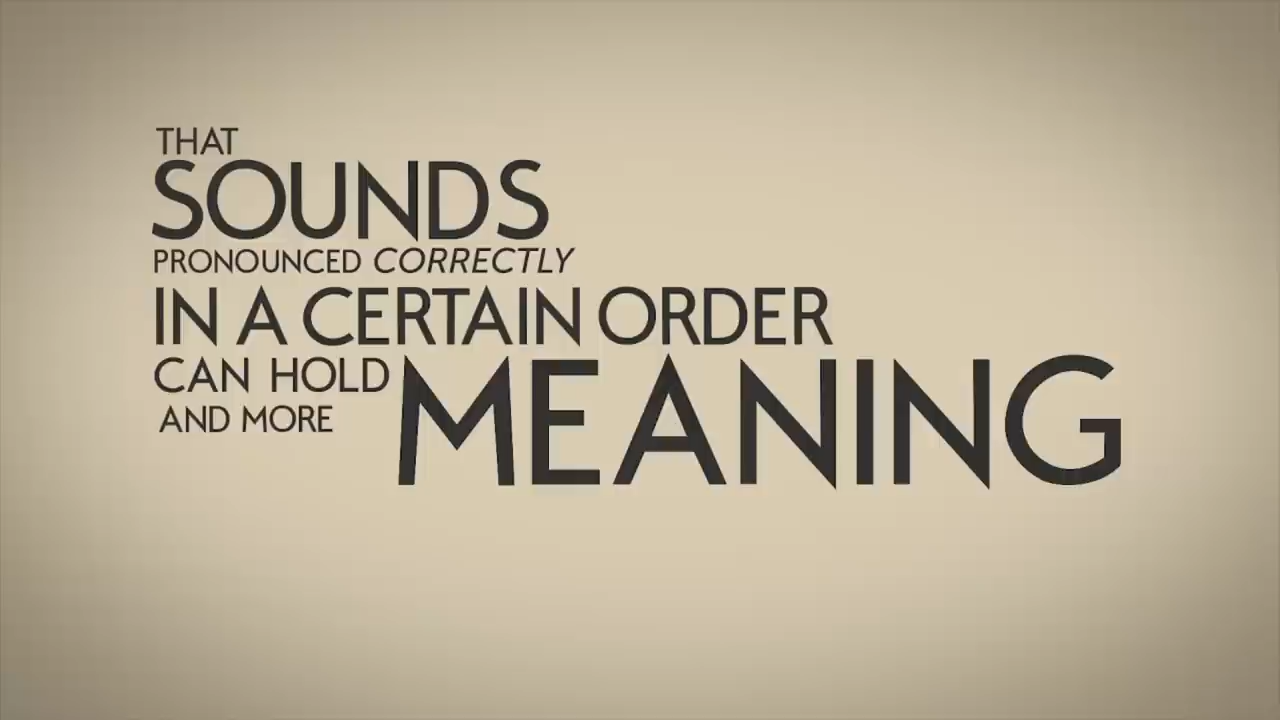 THAT
SOUNDS
PRONOUNCED CORRECTLY
IN A CERTAIN ORDER
CAN HOLD MEANING
AND MORE